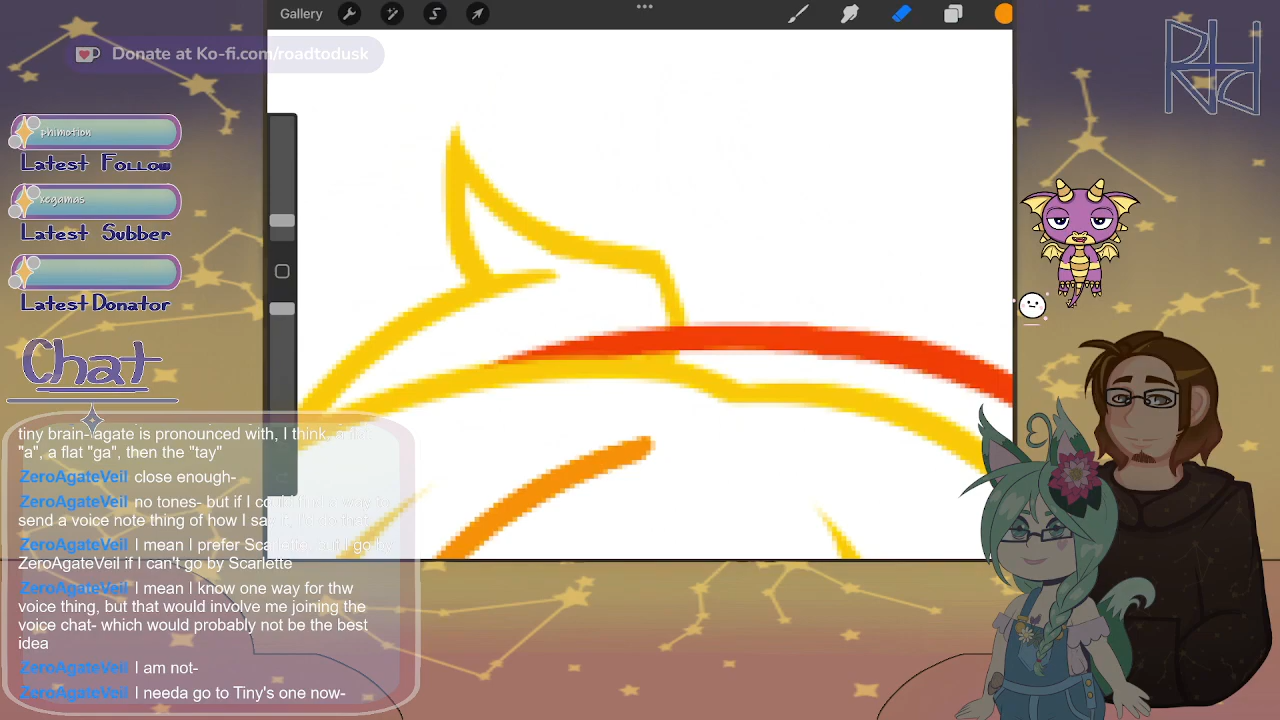 Gallery
Donate at Ko-fi.com/roadtodusk
phimotion
Latest Follow
xegamas
Latest Subber
Latest Donator
Chat
tiny brain- agate is pronounced with, I think,
"a", a flat "ga", then the "tay"
ZeroAgateVeil close enough-
ZeroAgateVeil no tones- but if I
send a voice note thing of how I
ZeroAgateVeil I mean I prefer Scarlette-
ZeroAgateVeil if I can't go by Scarlette
ZeroAgateVeil I mean I know one way for thw
voice thing, but that would involve me joining the
voice chat- which would probably not be the best
idea
ZeroAgateVeil I am not-
ZeroAgateVeil I needa go to Tiny's one now-